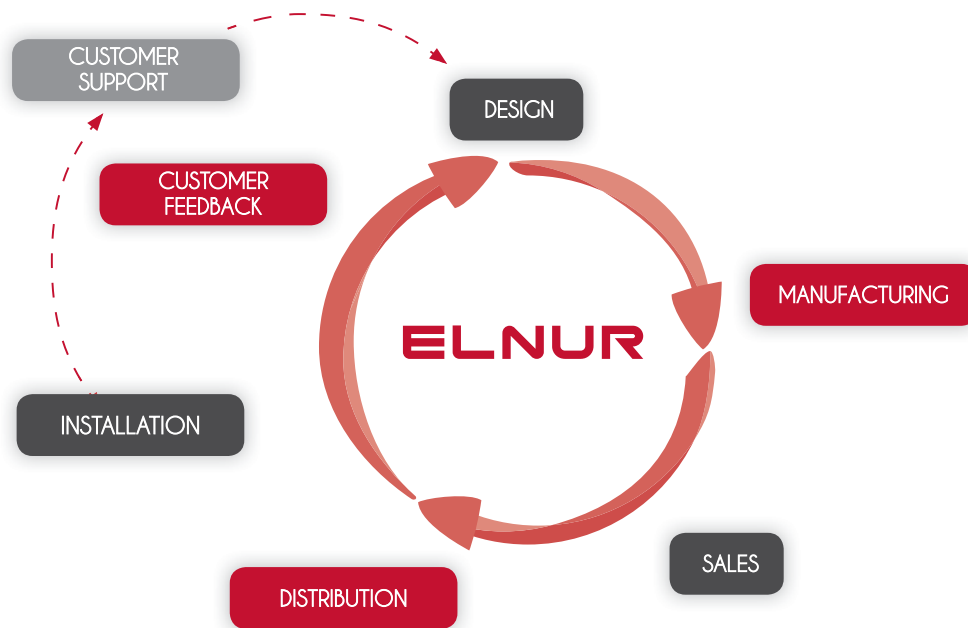 CUSTOMER
SUPPORT
DESIGN
CUSTOMER
FEEDBACK
MANUFACTURING
ELNUR
INSTALLATION
SALES
DISTRIBUTION